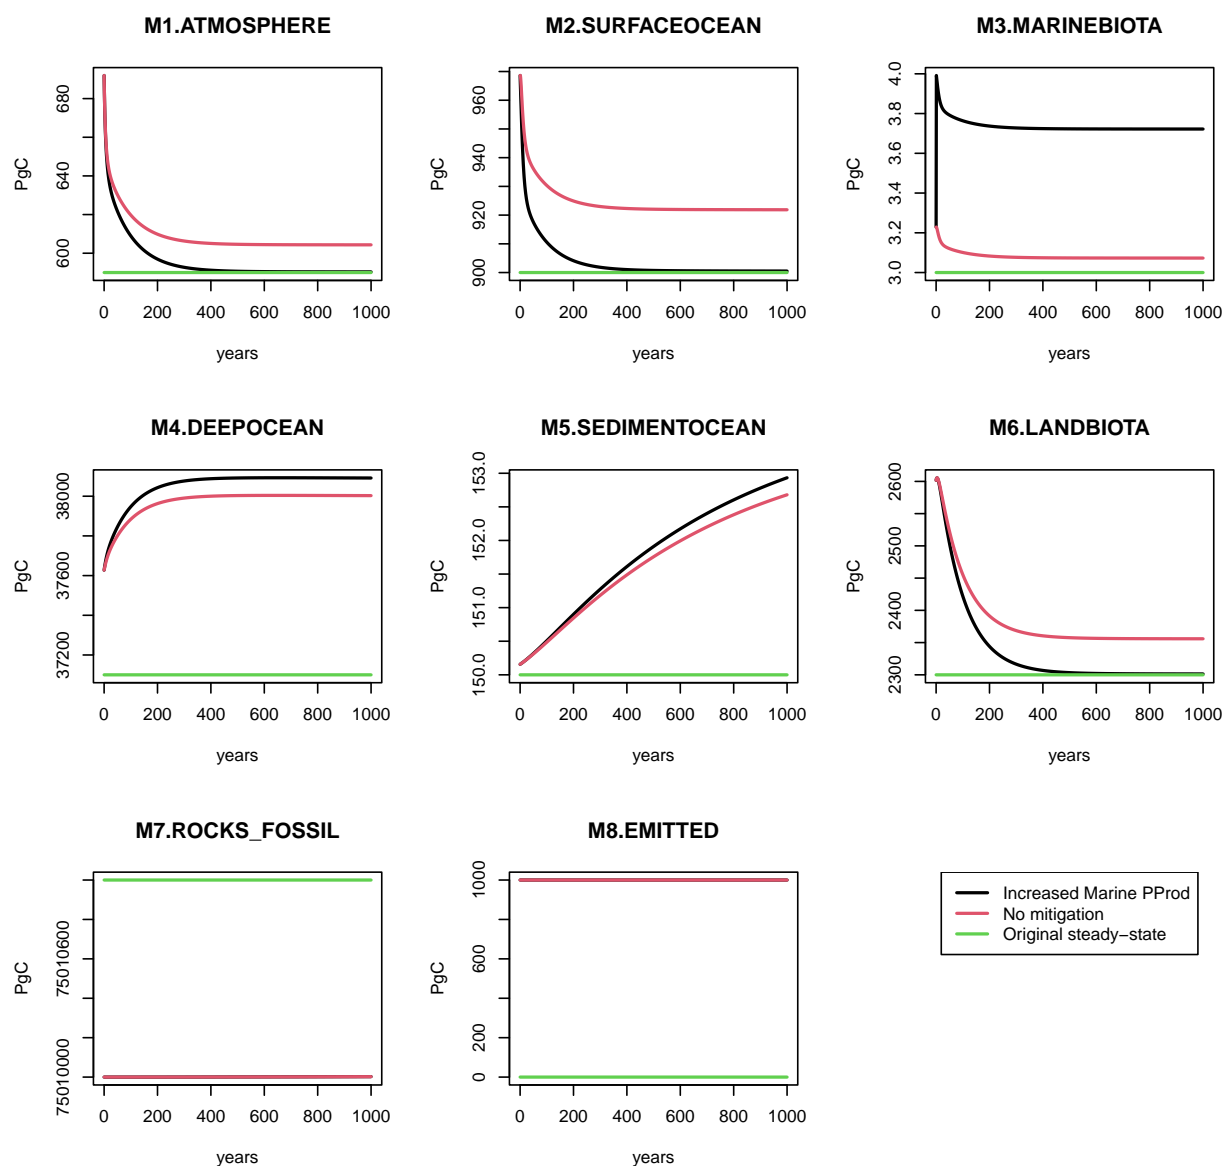 M1.ATMOSPHERE
PgC
600
640
680
0 200 400 600 800 1000
years
M2.SURFACEOCEAN
PgC
900
920
940
960
0 200 400 600 800 1000
years
M3.MARINEBIOTA
PgC
3.0
3.2
3.4
3.6
3.8
4.0
0 200 400 600 800 1000
years
M4.DEEPOCEAN
PgC
37200
37600
38000
0 200 400 600 800 1000
years
M5.SEDIMENTOCEAN
PgC
150.0
151.0
152.0
153.0
0 200 400 600 800 1000
years
M6.LANDBIOTA
PgC
2300
2400
2500
2600
0 200 400 600 800 1000
years
M7.ROCKS_FOSSIL
PgC
75010000
75010600
0 200 400 600 800 1000
years
M8.EMITTED
PgC
0
200
600
1000
0 200 400 600 800 1000
years
Increased Marine PProd
No mitigation
Original steady−state